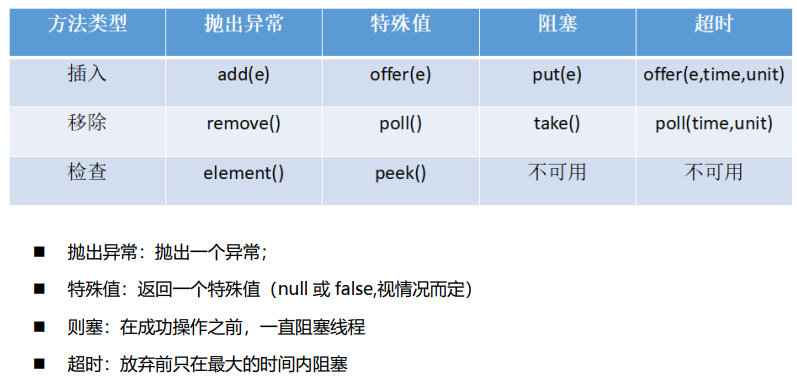 方法类型 抛出异常 特殊值 阻塞 超时
插入 add(e) offer(e) put(e) offer(e,time,unit)
移除 remove() poll() take() poll(time,unit)
检查 element() peek() 不可用 不可用
■ 抛出异常：抛出一个异常；
■ 特殊值：返回一个特殊值（null 或 false,视情况而定）
■ 则塞：在成功操作之前，一直阻塞线程
■ 超时：放弃前只在最大的时间内阻塞